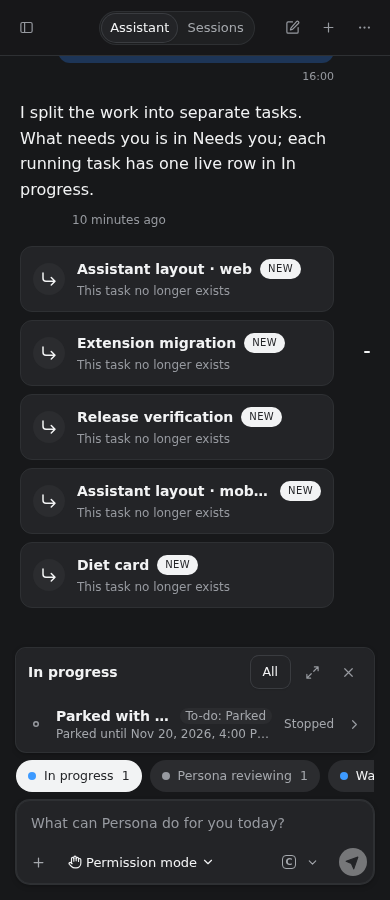 Assistant Sessions
16:00
I split the work into separate tasks.
What needs you is in Needs you; each
running task has one live row in In
progress.
10 minutes ago
Assistant layout · web NEW
This task no longer exists
Extension migration NEW
This task no longer exists
Release verification NEW
This task no longer exists
Assistant layout · mob... NEW
This task no longer exists
Diet card NEW
This task no longer exists
In progress All
Parked with ... To-do: Parked Stopped
Parked until Nov 20, 2026, 4:00 P...
In progress 1 Persona reviewing 1 Wa
What can Persona do for you today?
Permission mode C